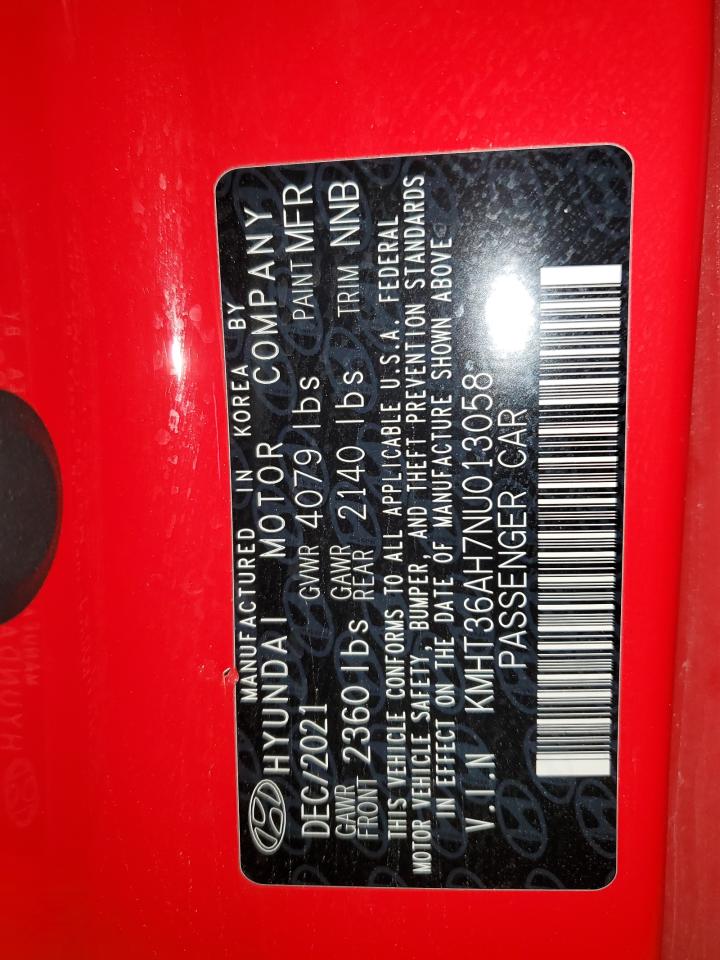 MANUFACTURED IN KOREA BY
HYUNDAI MOTOR COMPANY
DEC/2021 GVWR 4079 lbs PAINT MFR
GAWR FRONT 2360 lbs GAWR REAR 2140 lbs TRIM NNB
THIS VEHICLE CONFORMS TO ALL APPLICABLE U.S.A. FEDERAL
MOTOR VEHICLE SAFETY, BUMPER, AND THEFT PREVENTION STANDARDS
IN EFFECT ON THE DATE OF MANUFACTURE SHOWN ABOVE
V.I.N KMHT36AH7NU013058
PASSENGER CAR